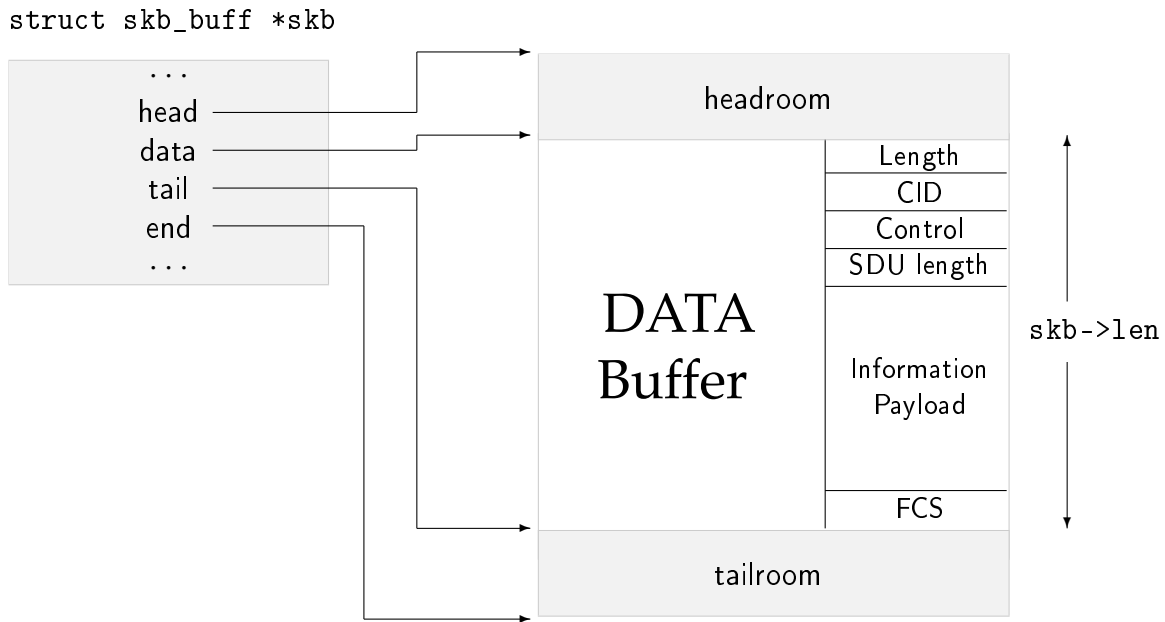 struct skb_buff *skb
...
head
data
tail
end
...
headroom
Length
CID
Control
SDU length
DATA
Buffer
Information
Payload
FCS
tailroom
skb->len